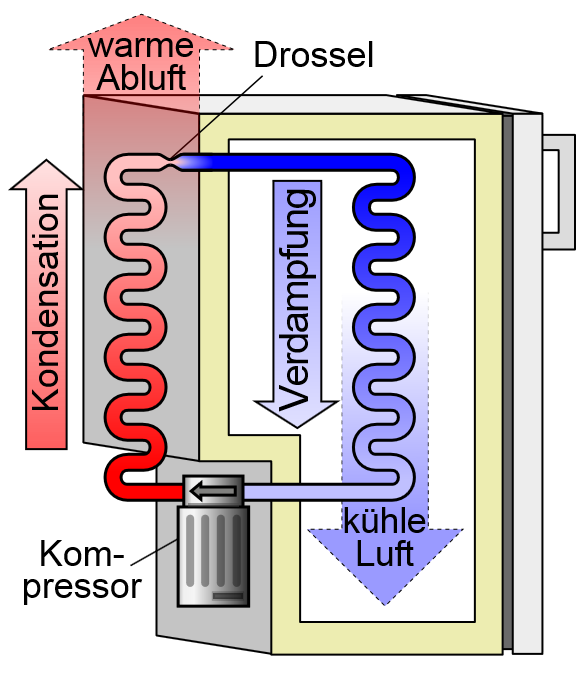 warme
Abluft
Drossel
Kondensation
Verdampfung
kühle
Luft
Kom-
pressor